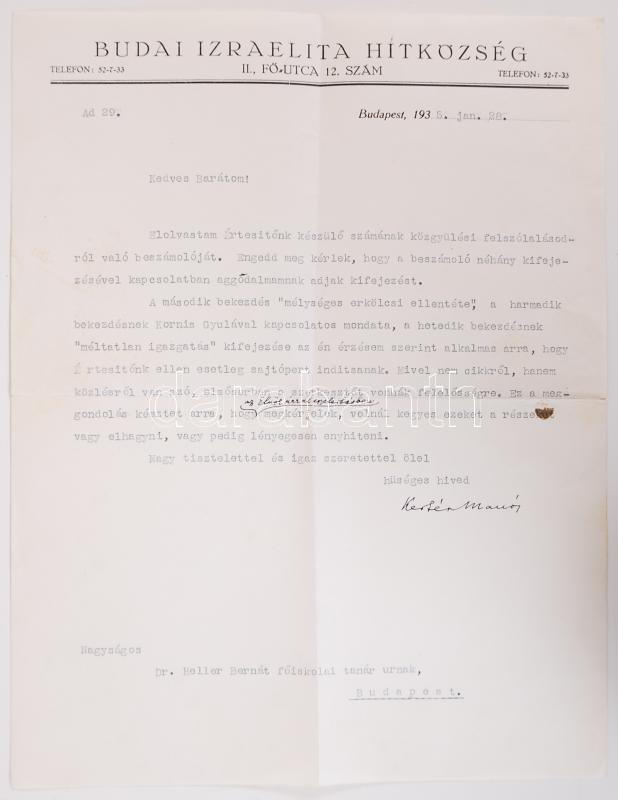 BUDAI IZRAELITA HITKÖZSÉG
TELEFON: 52-7-33 II., FŐ-UTCA 12. SZÁM TELEFON: 52-7-33
Ad 29. Budapest, 1935. jan. 28.
Kedves Barátom!
Elolvastam Értesitőnk készülő számának közgyülési felszólalásod-
ról való beszámolóját. Engedd meg kérlek, hogy a beszámoló néhány kifeje-
zésével kapcsolatban aggodalmamnak adjak kifejezést.
A második bekezdés "mélységes erkölcsi ellentéte", a harmadik
bekezdésnek Kornis Gyulával kapcsolatos mondata, a hetedik bekezdésnek
"méltatlan igazgatás" kifejezése az én érzésem szerint alkalmas arra, hogy
Értesitőnk ellen esetleg sajtópert inditsanak. Mivel nem cikkről, hanem
közlésről van szó, elsősorban a szerkesztőt vonnák felelősségre. Ez a meg-
gondolás késztet arra, hogy megkérjelek, volnál kegyes ezeket a részeket
vagy elhagyni, vagy pedig lényegesen enyhiteni.
Nagy tisztelettel és igaz szeretettel ölel
hüséges hived
Kertész Manó
Nagyságos
Dr. Heller Bernát főiskolai tanár urnak,
Budapest.
darabanth